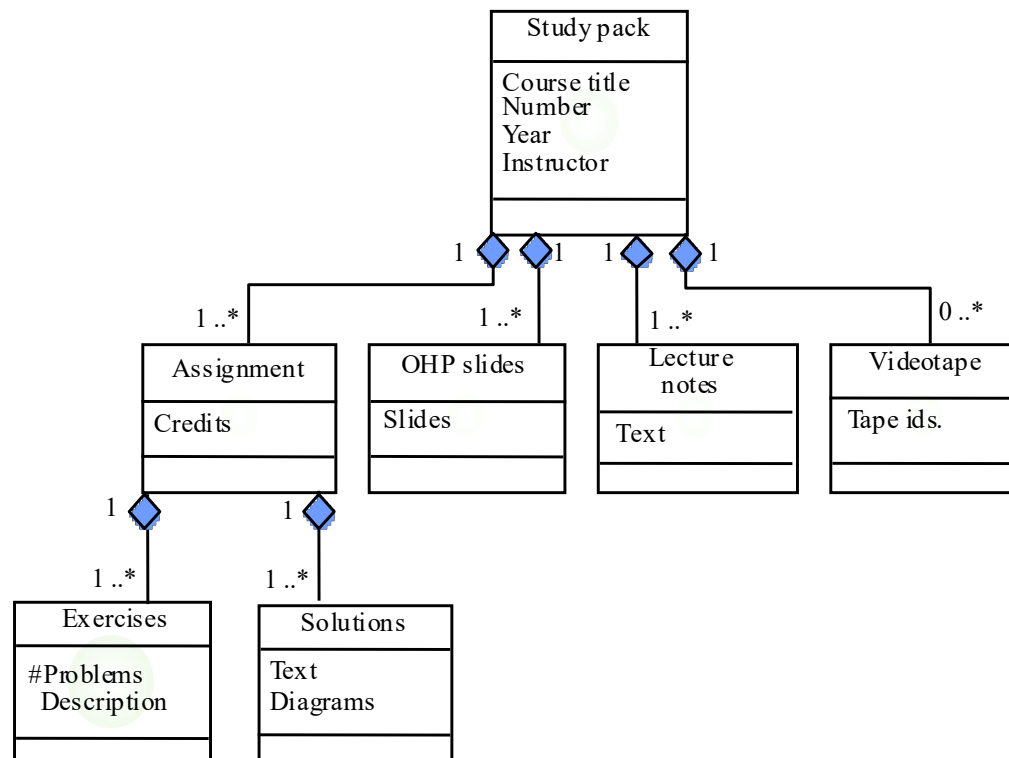 Study pack
Course title
Number
Year
Instructor
1
1
1
1
1 ..*
1 ..*
1 ..*
0 ..*
Assignment
Credits
OHP slides
Slides
Lecture
notes
Text
Videotape
Tape ids.
1
1
1 ..*
1 ..*
Exercises
#Problems
Description
Solutions
Text
Diagrams